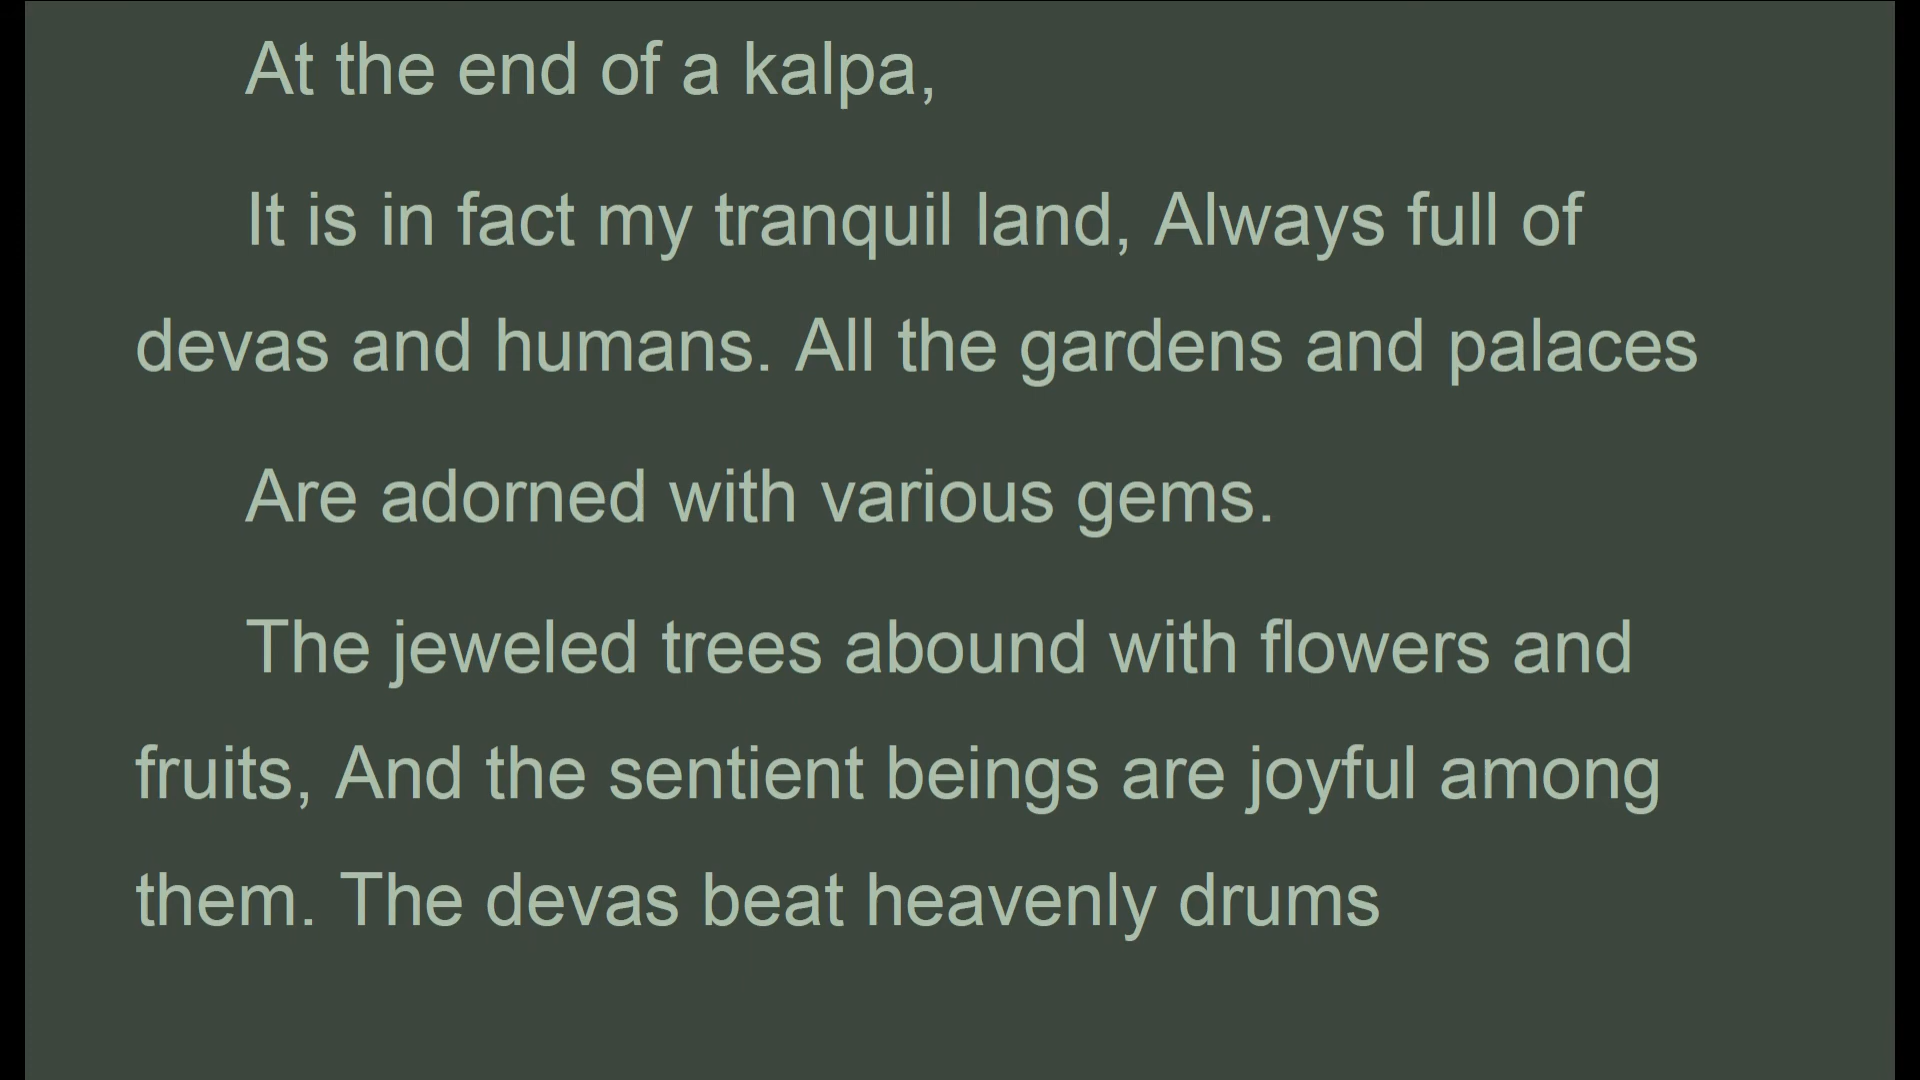 At the end of a kalpa,
It is in fact my tranquil land, Always full of
devas and humans. All the gardens and palaces
Are adorned with various gems.
The jeweled trees abound with flowers and
fruits, And the sentient beings are joyful among
them. The devas beat heavenly drums